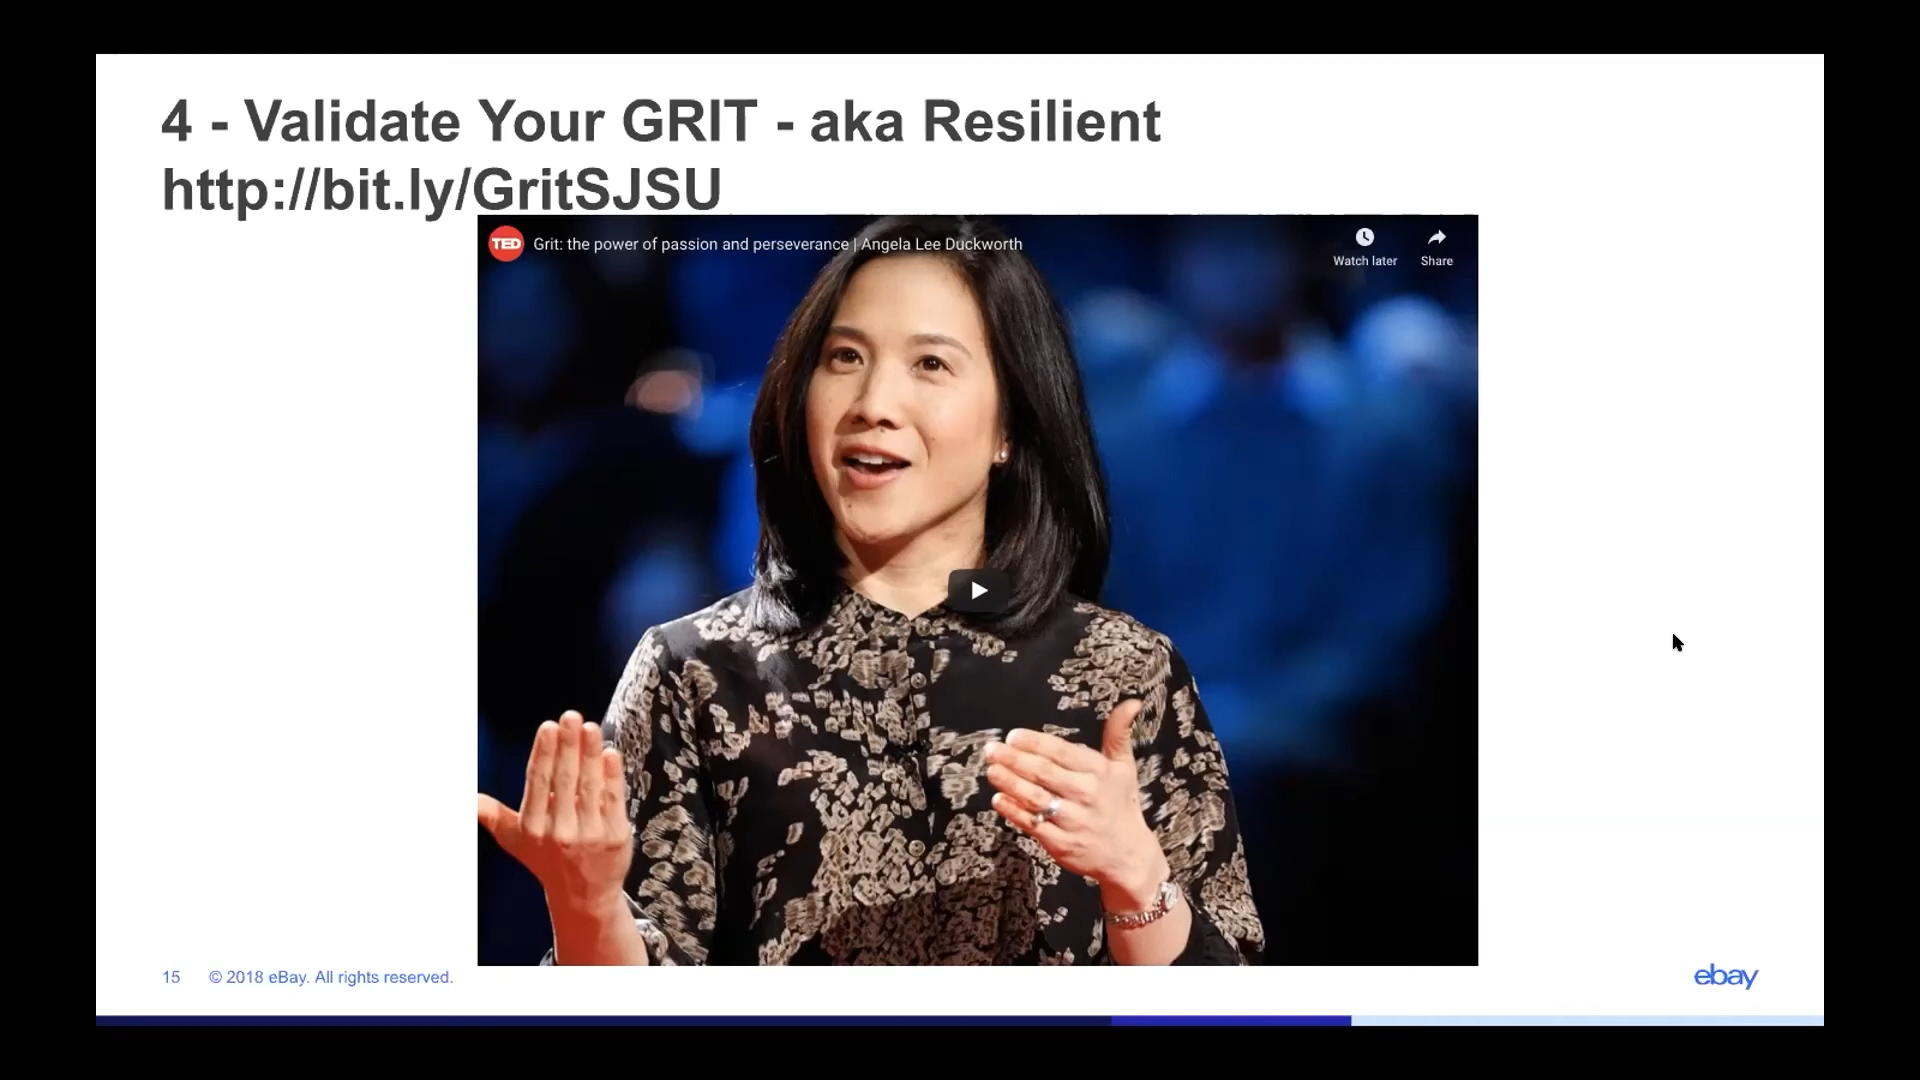 4 - Validate Your GRIT - aka Resilient
http://bit.ly/GritSJSU
TED
Grit: the power of passion and perseverance | Angela Lee Duckworth
Watch later
Share
15
© 2018 eBay. All rights reserved.
ebay